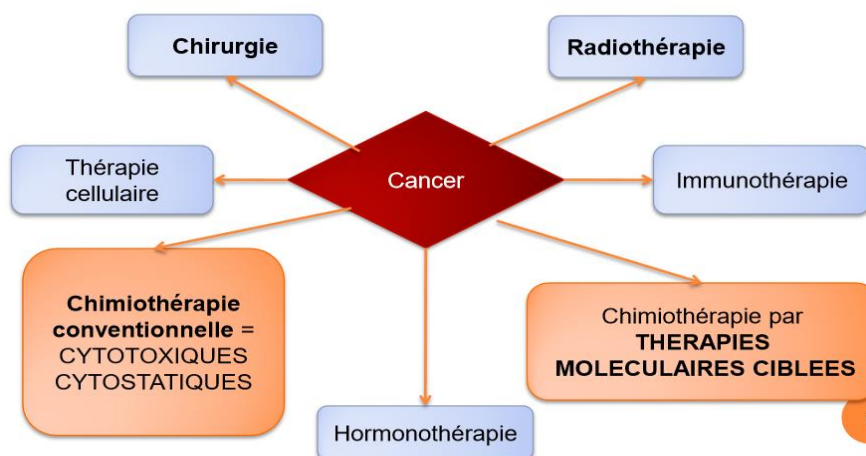 Chirurgie
Radiothérapie
Thérapie
cellulaire
Cancer
Immunothérapie
Chimiothérapie
conventionnelle =
CYTOTOXIQUES
CYTOSTATIQUES
Chimiothérapie par
THERAPIES
MOLECULAIRES CIBLEES
Hormonothérapie